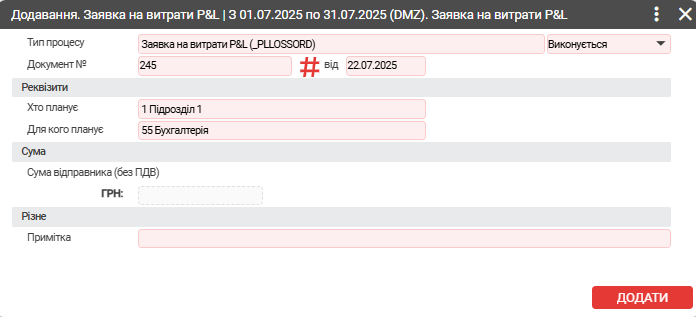 Додавання. Заявка на витрати P&L | З 01.07.2025 по 31.07.2025 (DMZ). Заявка на витрати P&L
Тип процесу Заявка на витрати P&L (_PLLOSSORD) Виконується
Документ № 245 # від 22.07.2025
Реквізити
Хто планує 1 Підрозділ 1
Для кого планує 55 Бухгалтерія
Сума
Сума відправника (без ПДВ)
ГРН:
Різне
Примітка
ДОДАТИ